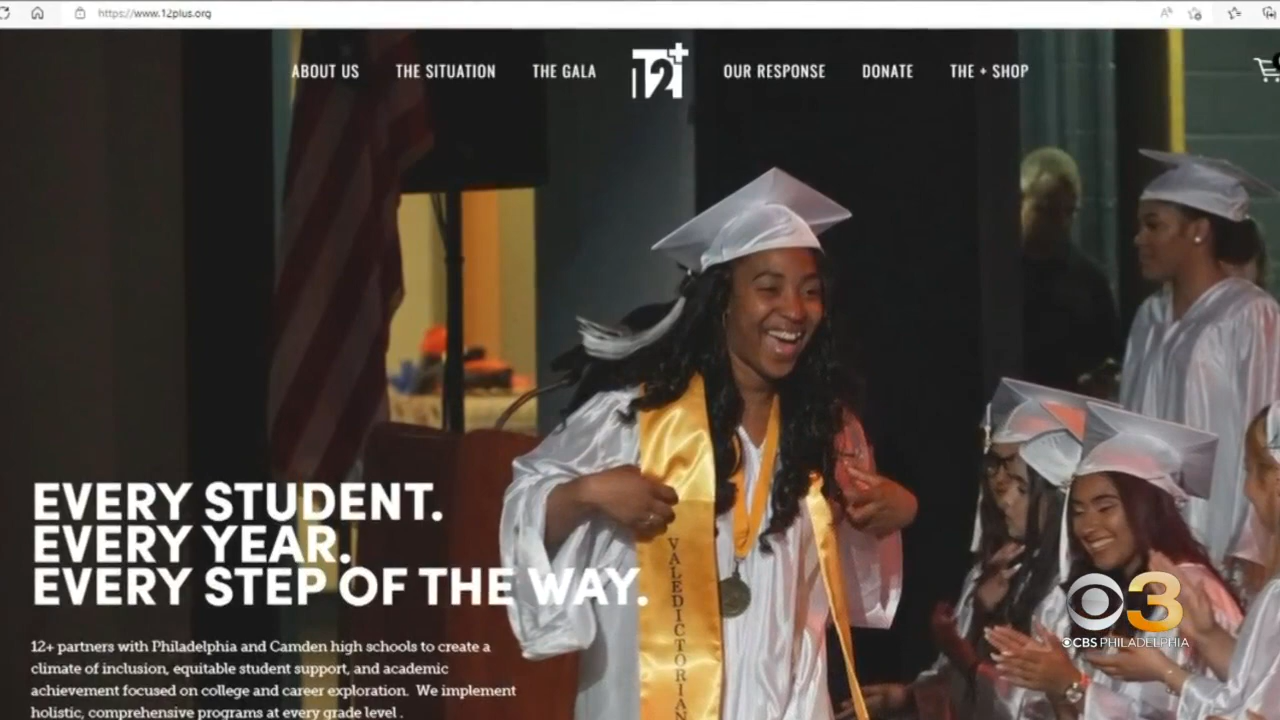 https://www.12plus.org
ABOUT US
THE SITUATION
THE GALA
12+
OUR RESPONSE
DONATE
THE + SHOP
EVERY STUDENT.
EVERY YEAR.
EVERY STEP OF THE WAY.
VALEDICTORIAN
12+ partners with Philadelphia and Camden high schools to create a
climate of inclusion, equitable student support, and academic
achievement focused on college and career exploration.  We implement
holistic, comprehensive programs at every grade level .
3
CBS PHILADELPHIA